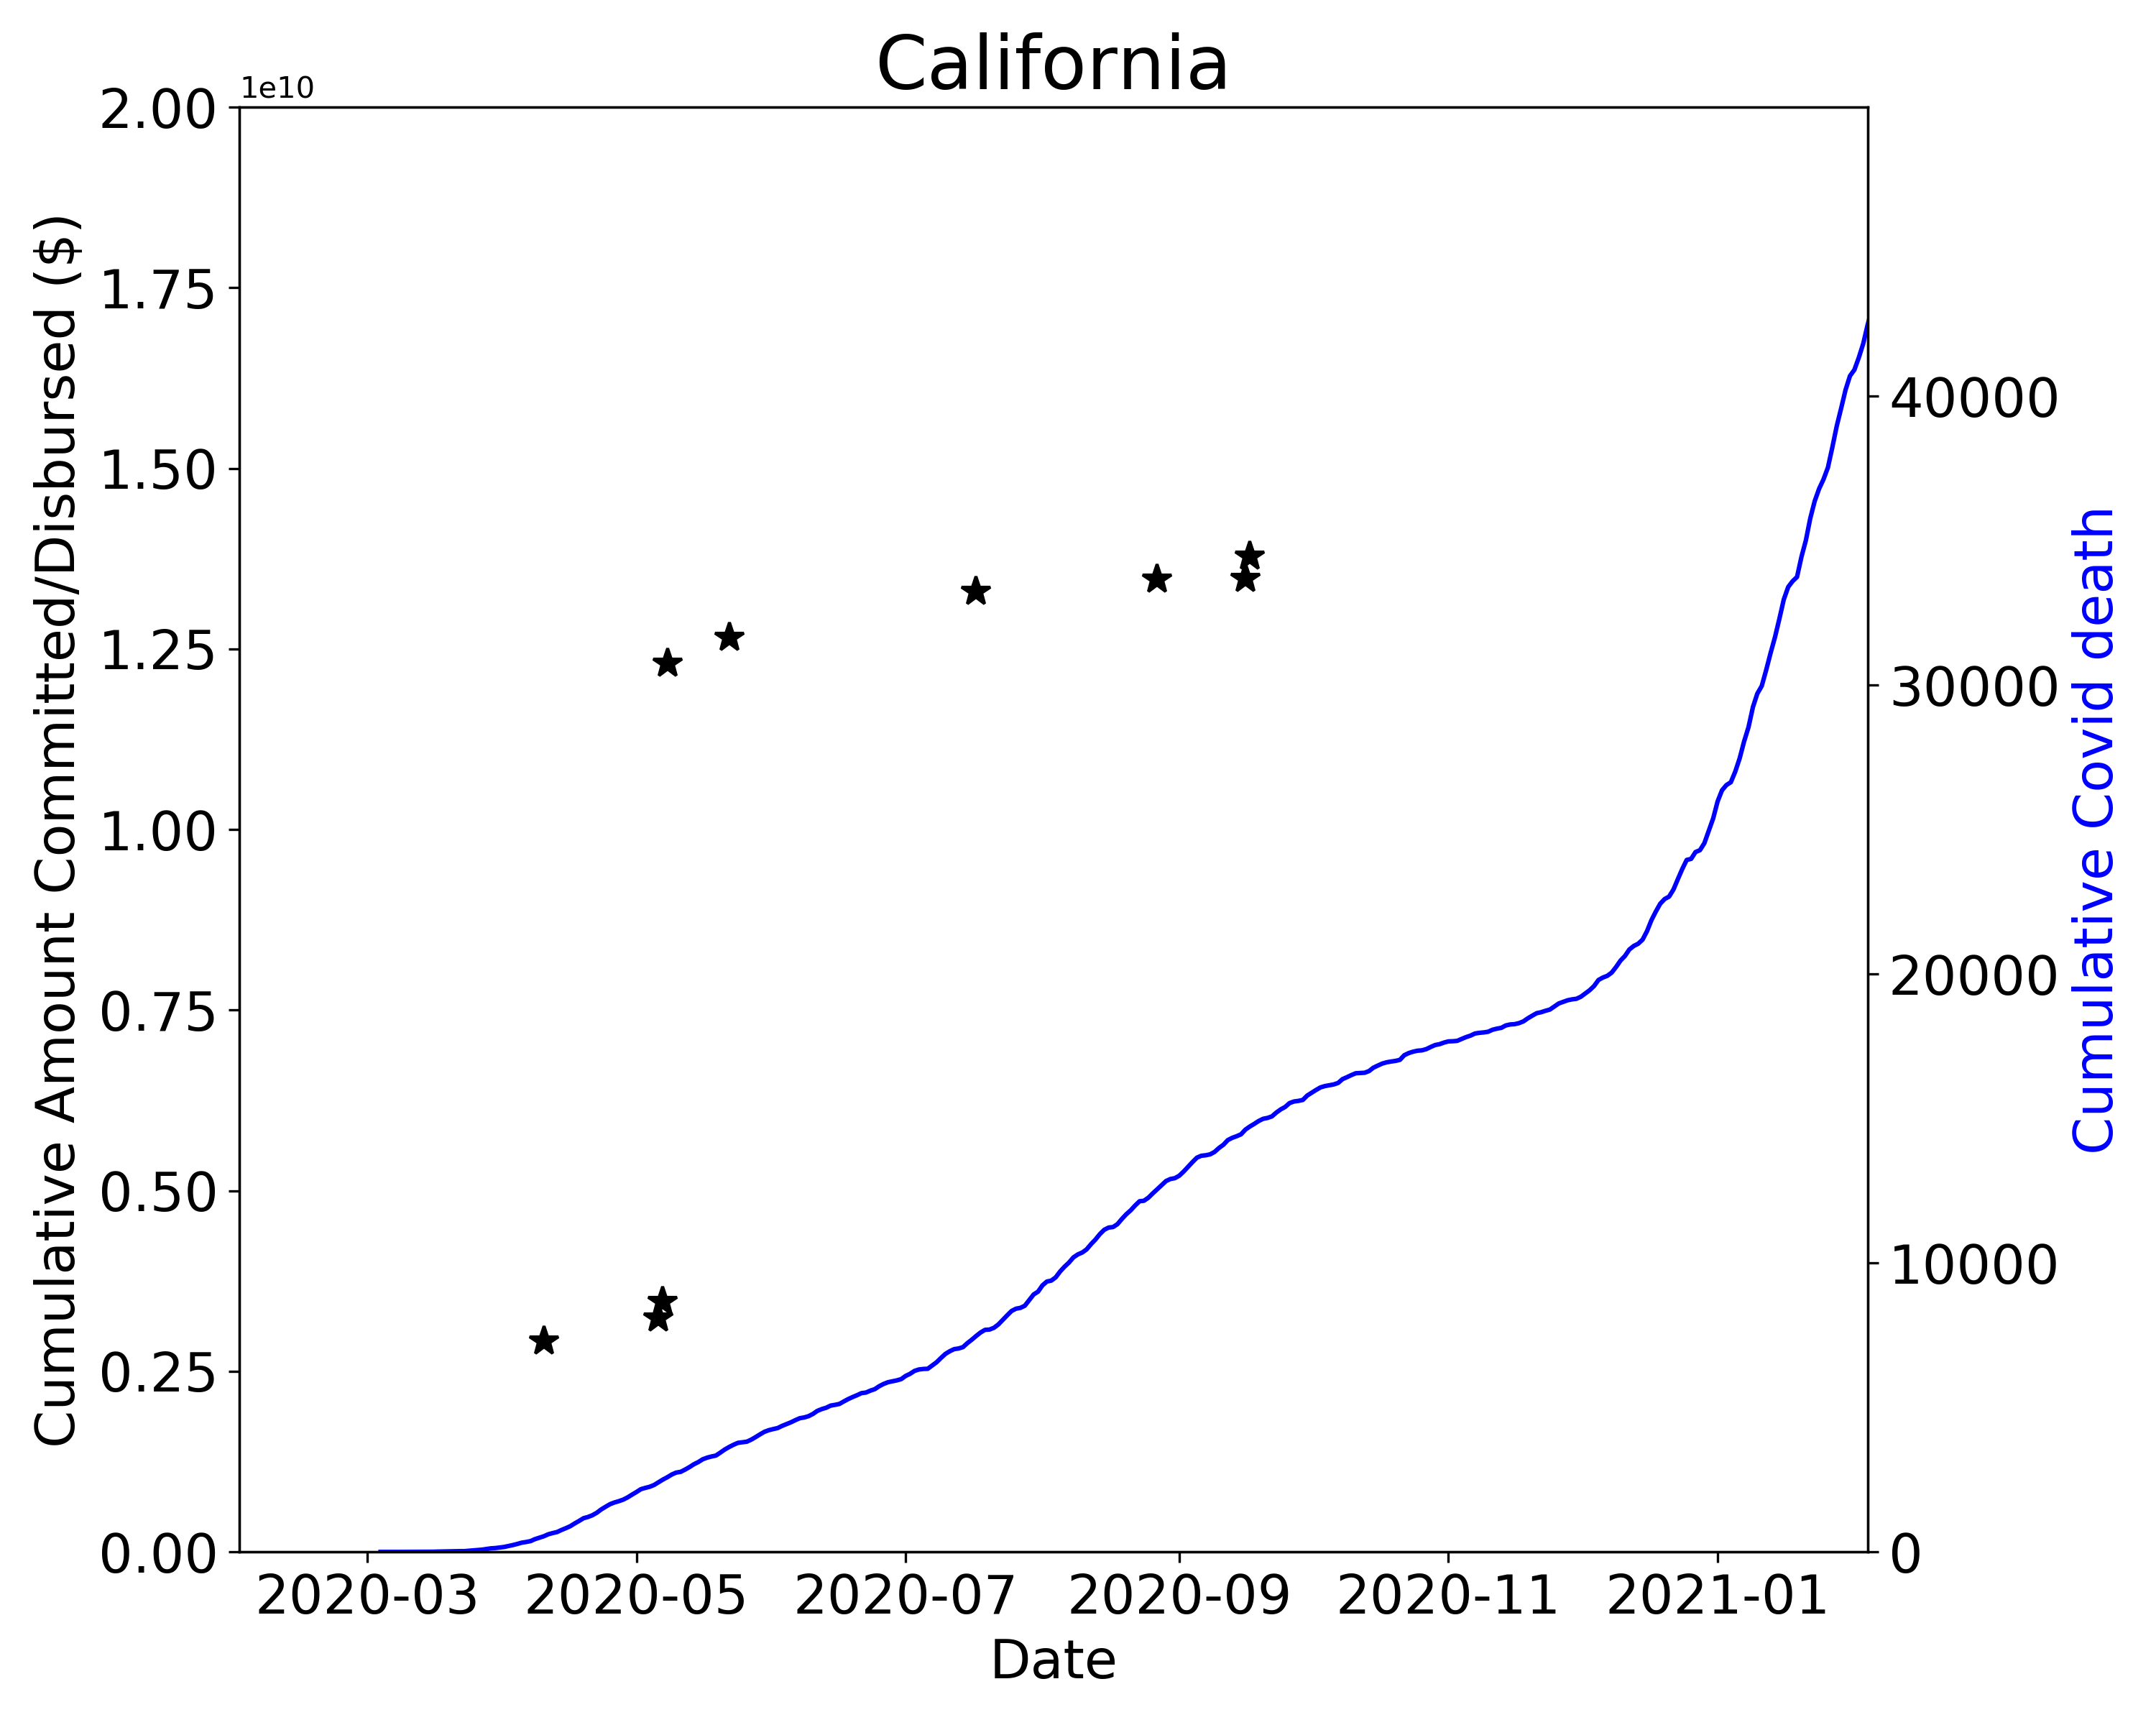 California
1e10
2.00
1.75
1.50
1.25
1.00
0.75
0.50
0.25
0.00
Cumulative Amount Committed/Disbursed ($)
40000
30000
20000
10000
0
Cumulative Covid death
2020-03 2020-05 2020-07 2020-09 2020-11 2021-01
Date